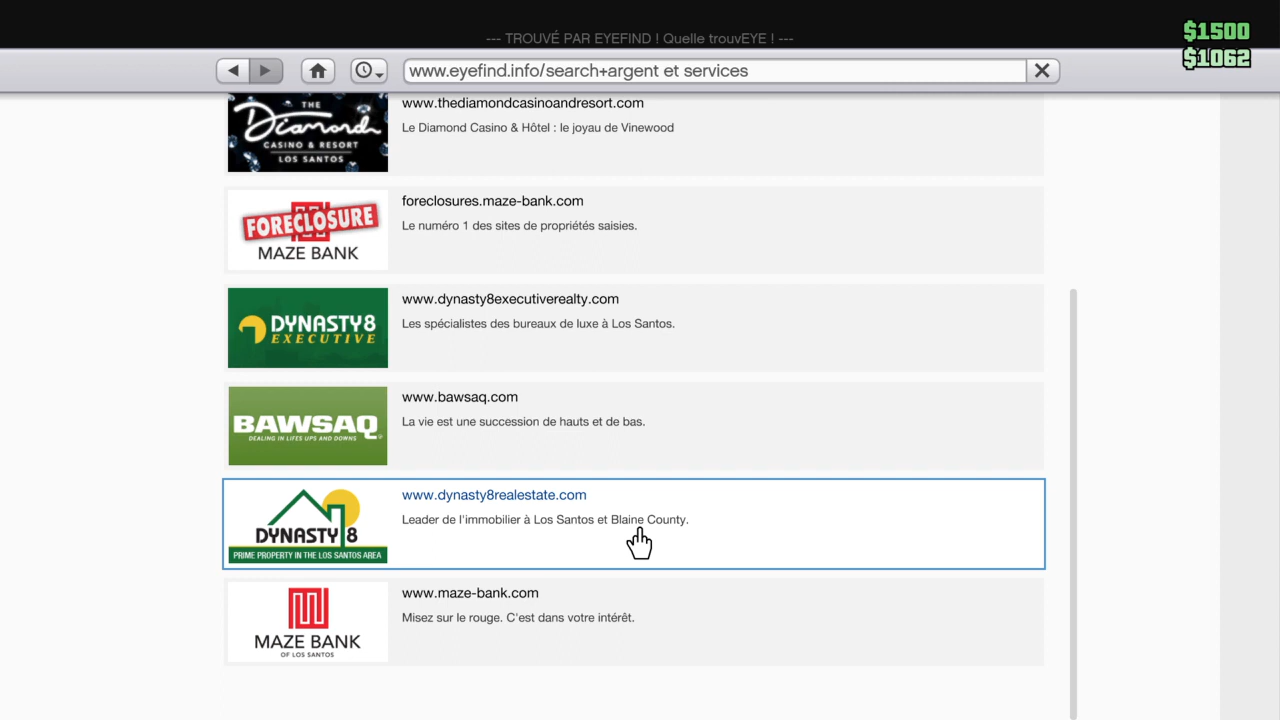 --- TROUVÉ PAR EYEFIND ! Quelle trouvEYE ! ---
$1500
$1062
www.eyefind.info/search+argent et services
THE
Diamond
CASINO & RESORT
LOS SANTOS
www.thediamondcasinoandresort.com
Le Diamond Casino & Hôtel : le joyau de Vinewood
FORECLOSURE
MAZE BANK
foreclosures.maze-bank.com
Le numéro 1 des sites de propriétés saisies.
DYNASTY8
EXECUTIVE
www.dynasty8executiverealty.com
Les spécialistes des bureaux de luxe à Los Santos.
BAWSAQ
DEALING IN LIFES UPS AND DOWNS
www.bawsaq.com
La vie est une succession de hauts et de bas.
DYNASTY 8
PRIME PROPERTY IN THE LOS SANTOS AREA
www.dynasty8realestate.com
Leader de l'immobilier à Los Santos et Blaine County.
MAZE BANK
OF LOS SANTOS
www.maze-bank.com
Misez sur le rouge. C'est dans votre intérêt.